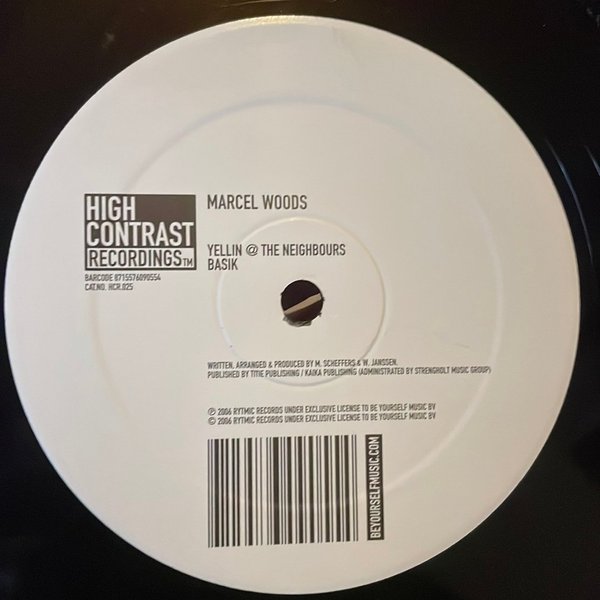 HIGH
CONTRAST
RECORDINGS™
BARCODE 8715576090554
CAT.NO. HCR.025
MARCEL WOODS
YELLIN @ THE NEIGHBOURS
BASIK
WRITTEN, ARRANGED & PRODUCED BY M. SCHEFFERS & W. JANSSEN.
PUBLISHED BY TITIE PUBLISHING / KAIKA PUBLISHING (ADMINISTRATED BY STRENGHOLT MUSIC GROUP)
℗ 2006 RYTMIC RECORDS UNDER EXCLUSIVE LICENSE TO BE YOURSELF MUSIC BV
© 2006 RYTMIC RECORDS UNDER EXCLUSIVE LICENSE TO BE YOURSELF MUSIC BV
BEYOURSELFMUSIC.COM